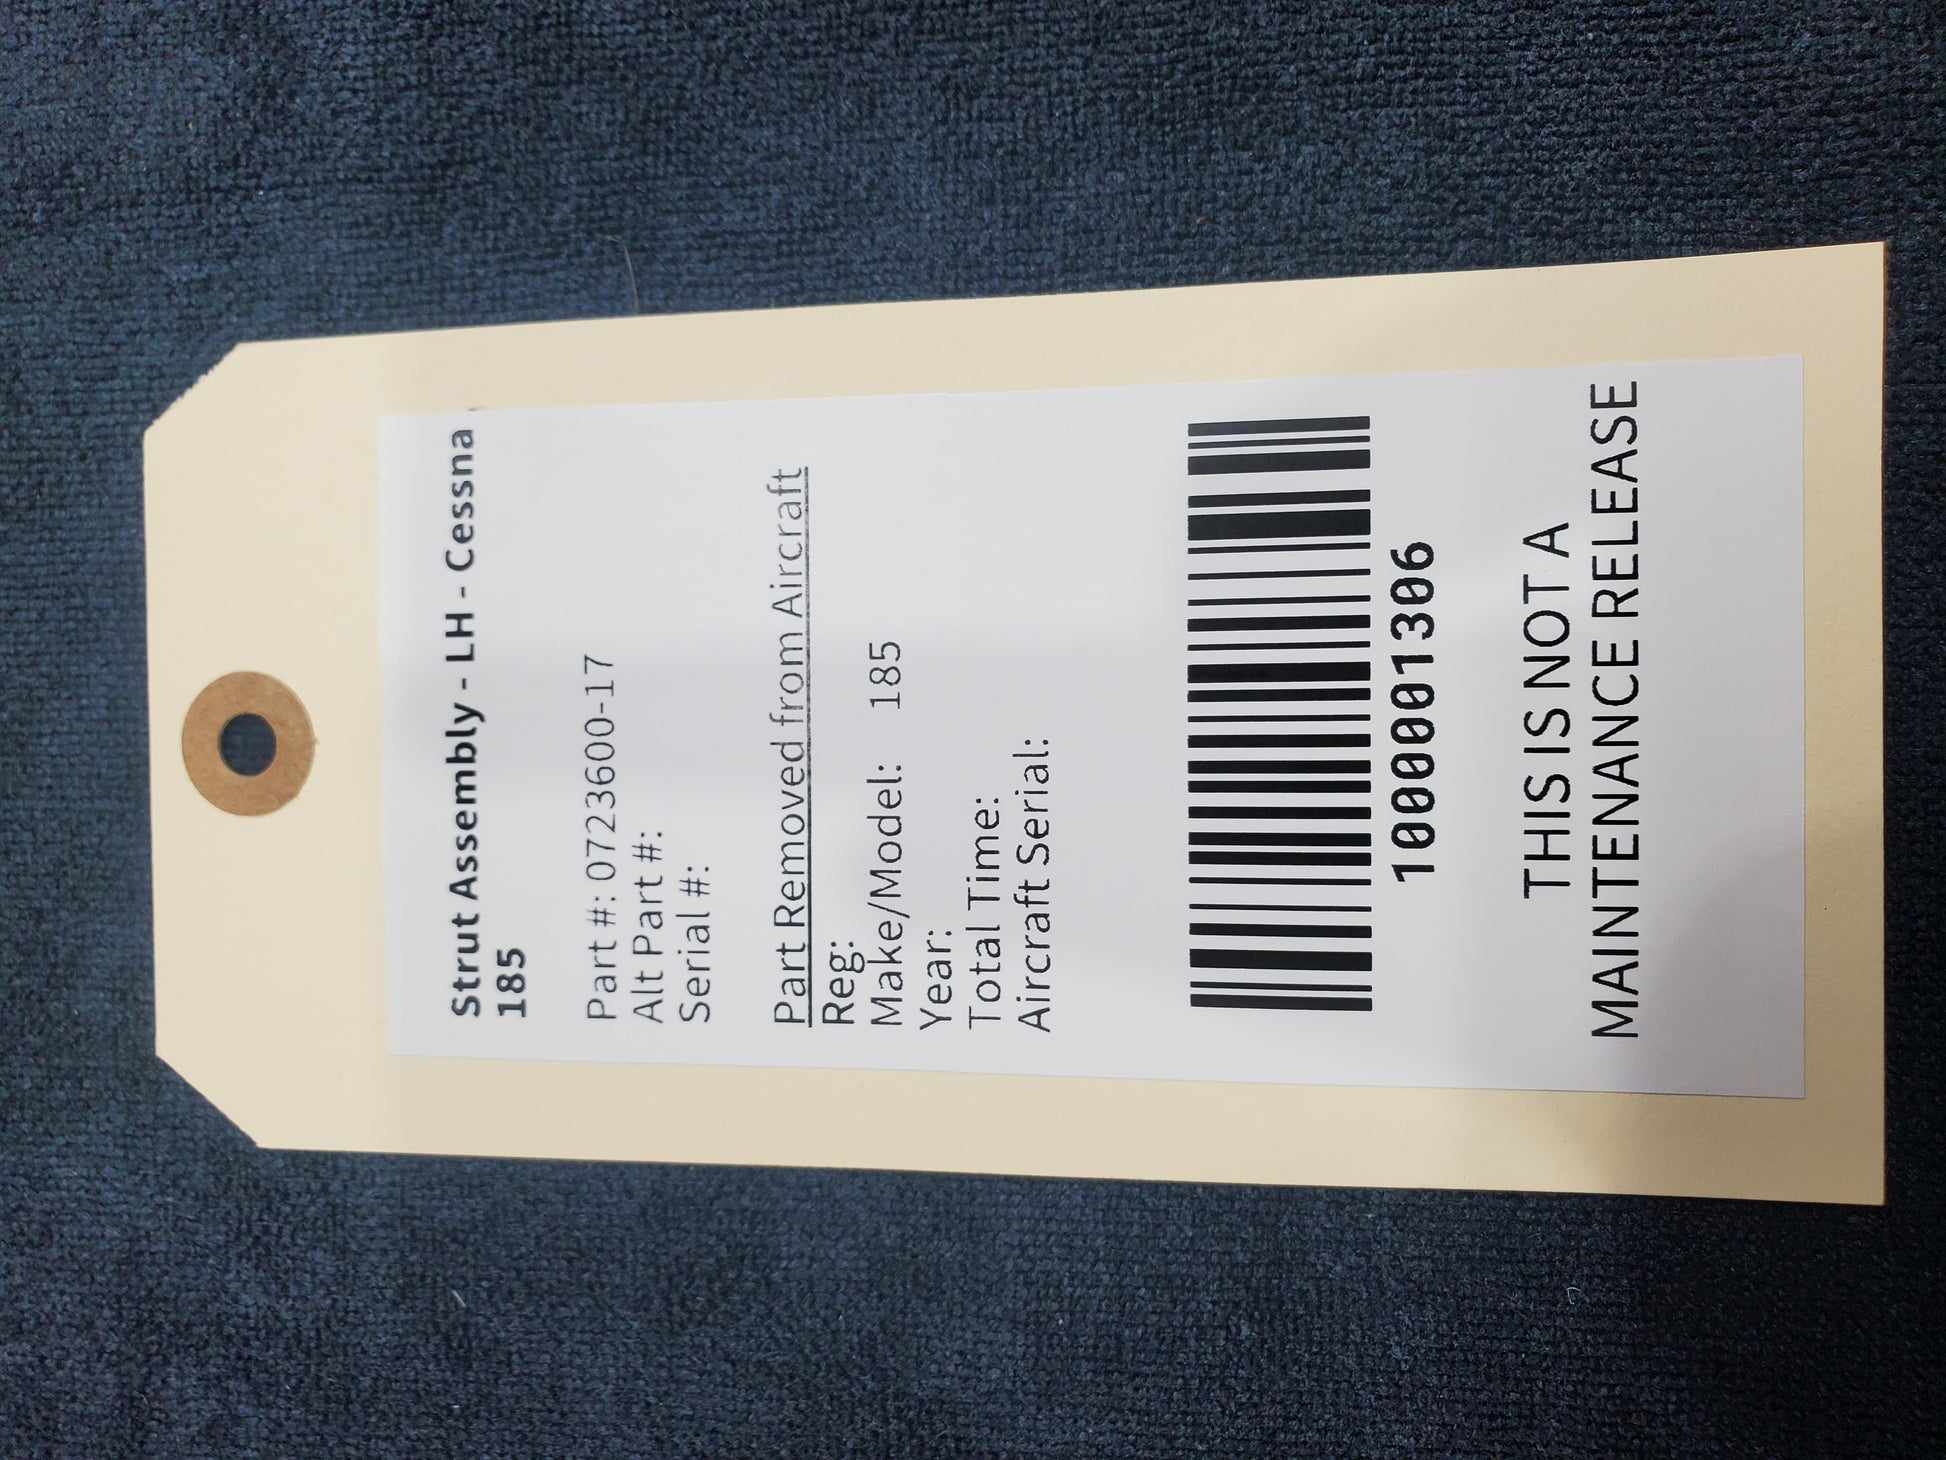 Strut Assembly - LH - Cessna
185
Part #: 0723600-17
Alt Part #:
Serial #:
Part Removed from Aircraft
Reg:
Make/Model: 185
Year:
Total Time:
Aircraft Serial:
1000001306
THIS IS NOT A
MAINTENANCE RELEASE